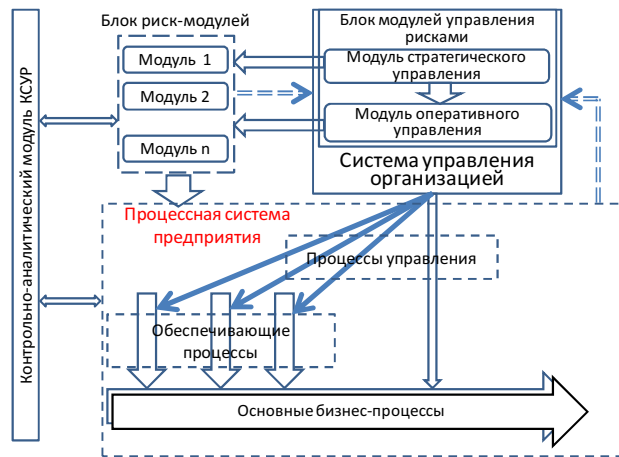 Блок риск-модулей
Модуль 1
Модуль 2
Модуль n
Блок модулей управления
рисками
Модуль стратегического
управления
Модуль оперативного
управления
Система управления
организацией
Контрольно-аналитический модуль КСУР
Процессная система
предприятия
Процессы управления
Обеспечивающие
процессы
Основные бизнес-процессы